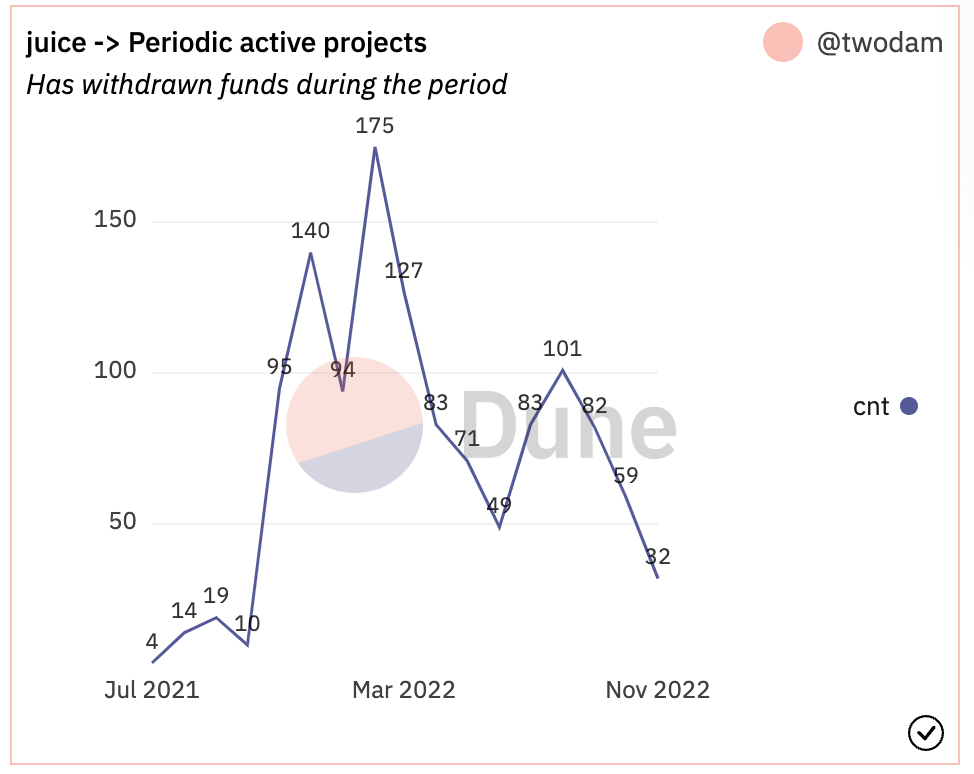 juice -> Periodic active projects
@twodam
Has withdrawn funds during the period
175
150
140
127
100
95
94
101
83
83
82
Dune
cnt
71
59
49
50
32
19
14
10
4
Jul 2021
Mar 2022
Nov 2022